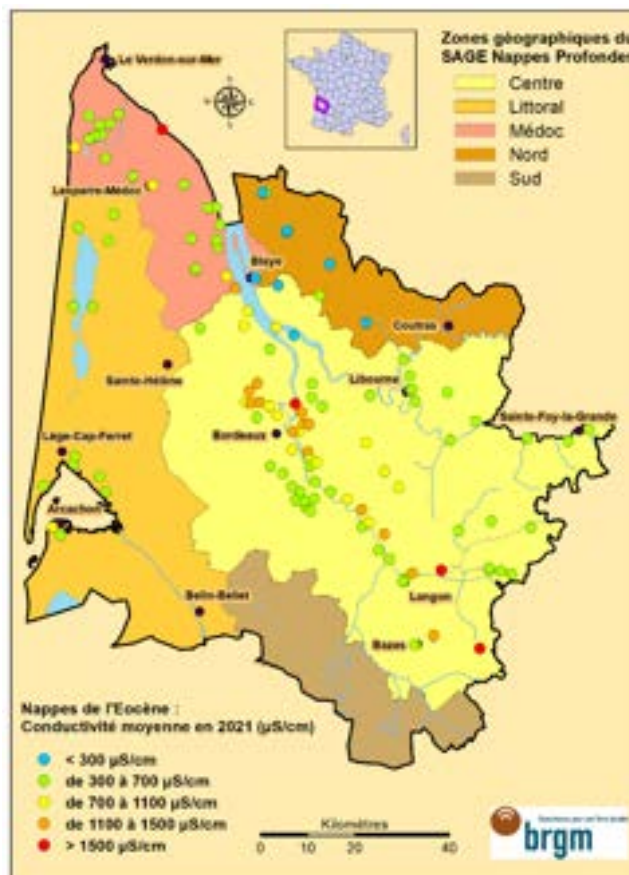 Zones géographiques du
SAGE Nappes Profondes
Centre
Littoral
Médoc
Nord
Sud
Le Verdon-sur-Mer
Lesparre-Médoc
Blaye
Coutras
Sainte-Hélène
Libourne
Sainte-Foy-la-Grande
Bordeaux
Lège-Cap-Ferret
Arcachon
Belin-Beliet
Langon
Bazas
Nappes de l'Eocène :
Conductivité moyenne en 2021 (µS/cm)
< 300 µS/cm
de 300 à 700 µS/cm
de 700 à 1100 µS/cm
de 1100 à 1500 µS/cm
> 1500 µS/cm
Kilomètres
0 10 20 40
brgm